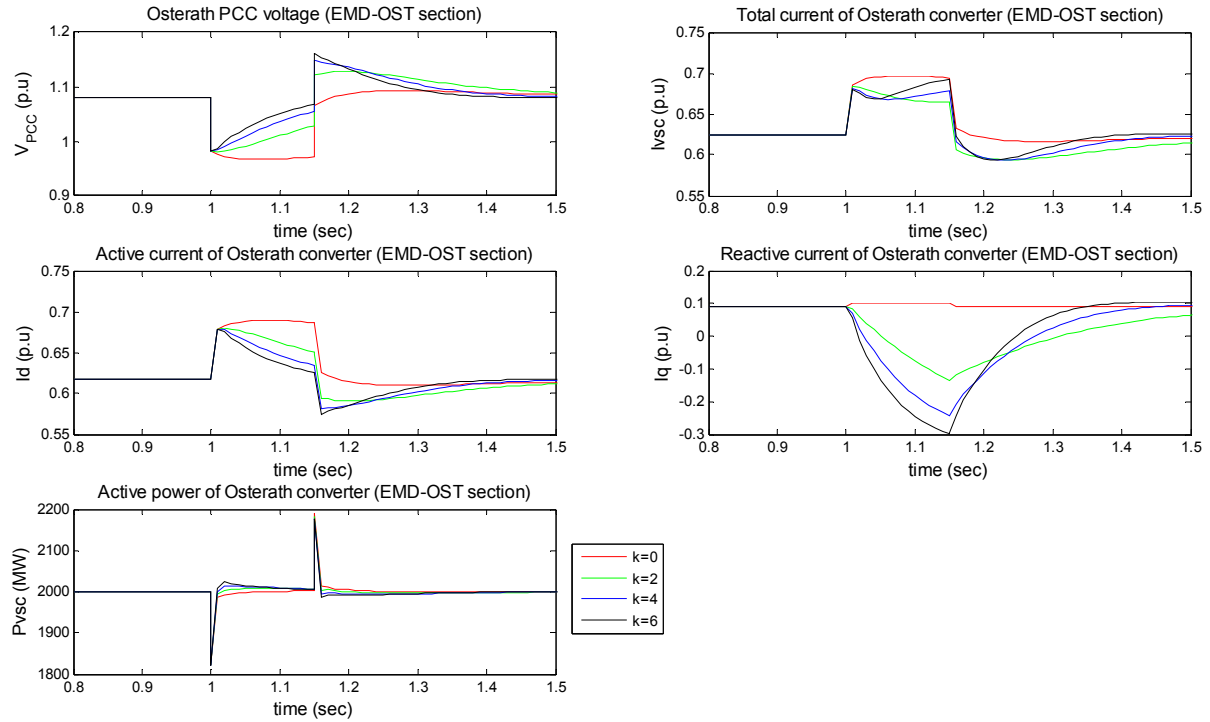 Osterath PCC voltage (EMD-OST section)
1.2
1.1
1
0.9
V_PCC (p.u)
0.8 0.9 1 1.1 1.2 1.3 1.4 1.5
time (sec)
Total current of Osterath converter (EMD-OST section)
0.75
0.7
0.65
0.6
0.55
Ivsc (p.u)
0.8 0.9 1 1.1 1.2 1.3 1.4 1.5
time (sec)
Active current of Osterath converter (EMD-OST section)
0.75
0.7
0.65
0.6
0.55
Id (p.u)
0.8 0.9 1 1.1 1.2 1.3 1.4 1.5
time (sec)
Reactive current of Osterath converter (EMD-OST section)
0.2
0.1
0
-0.1
-0.2
-0.3
Iq (p.u)
0.8 0.9 1 1.1 1.2 1.3 1.4 1.5
time (sec)
Active power of Osterath converter (EMD-OST section)
2200
2100
2000
1900
1800
Pvsc (MW)
0.8 0.9 1 1.1 1.2 1.3 1.4 1.5
time (sec)
k=0
k=2
k=4
k=6